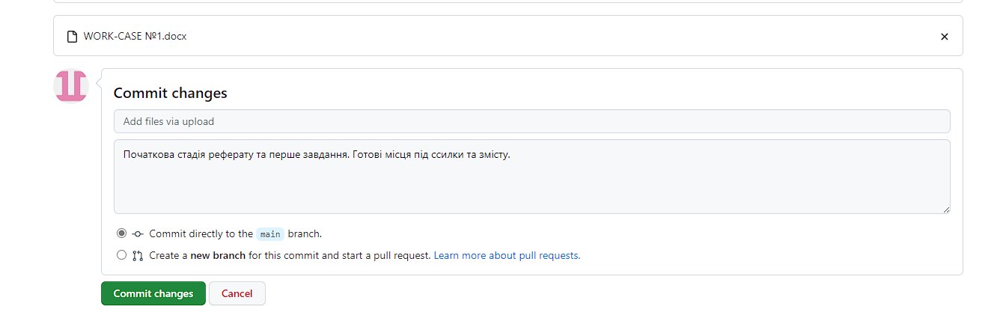 WORK-CASE №1.docx
Commit changes
Add files via upload
Початкова стадія реферату та перше завдання. Готові місця під ссилки та змісту.
Commit directly to the main branch.
Create a new branch for this commit and start a pull request. Learn more about pull requests.
Commit changes Cancel